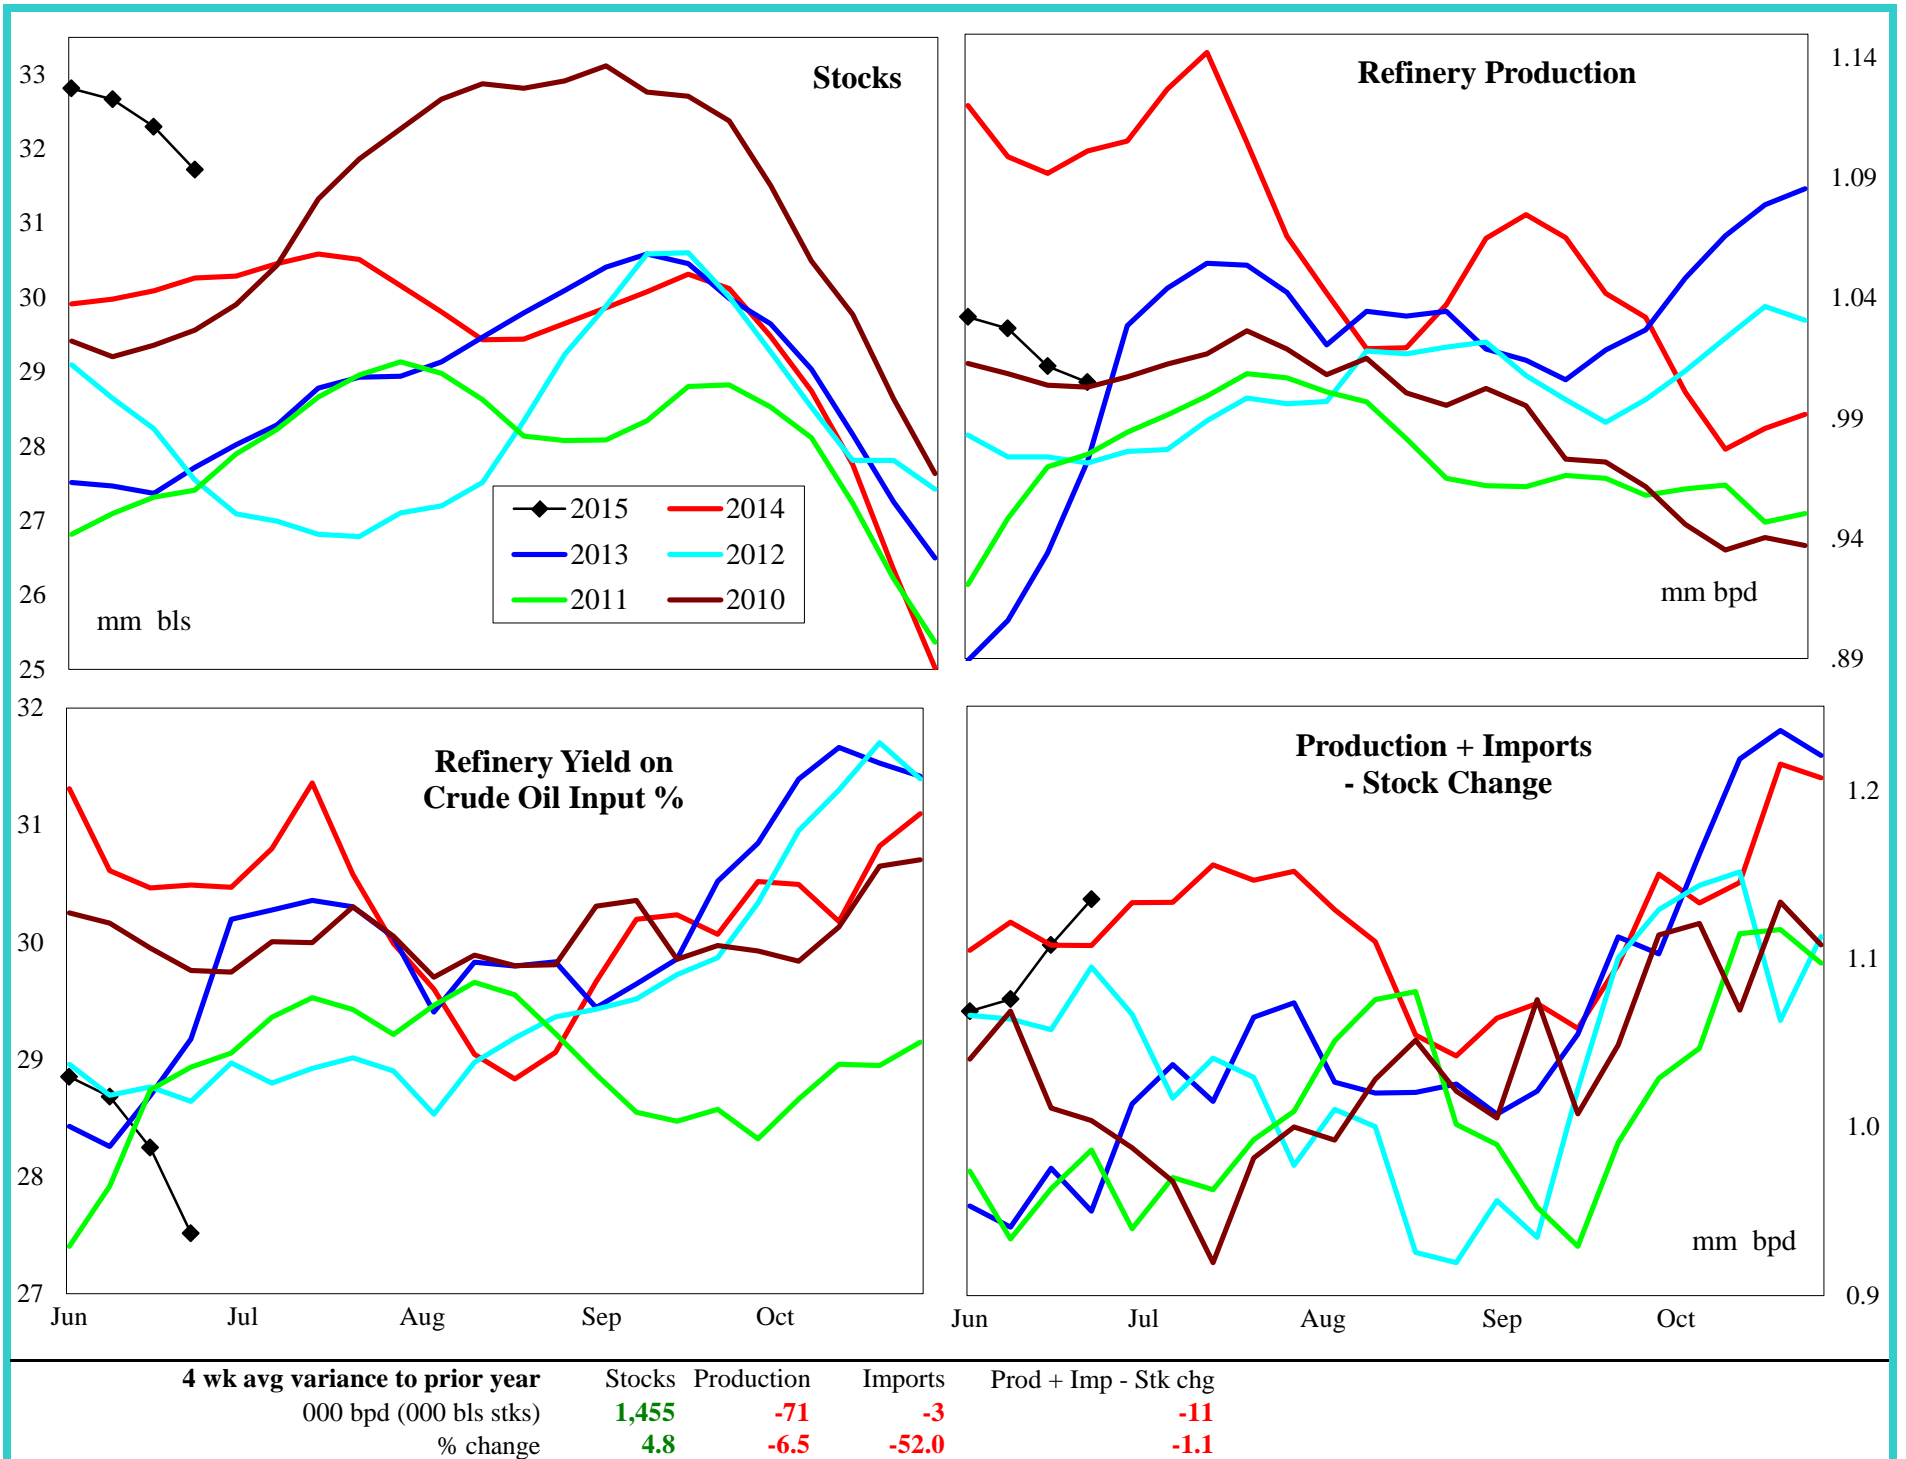 Stocks
33
32
31
30
29
28
27
26
25
mm bls
2015 2014
2013 2012
2011 2010
Refinery Production
1.14
1.09
1.04
.99
.94
.89
mm bpd
Refinery Yield on
Crude Oil Input %
32
31
30
29
28
27
Jun Jul Aug Sep Oct
Production + Imports
- Stock Change
1.2
1.1
1.0
0.9
mm bpd
Jun Jul Aug Sep Oct
4 wk avg variance to prior year Stocks Production Imports Prod + Imp - Stk chg
000 bpd (000 bls stks) 1,455 -71 -3 -11
% change 4.8 -6.5 -52.0 -1.1